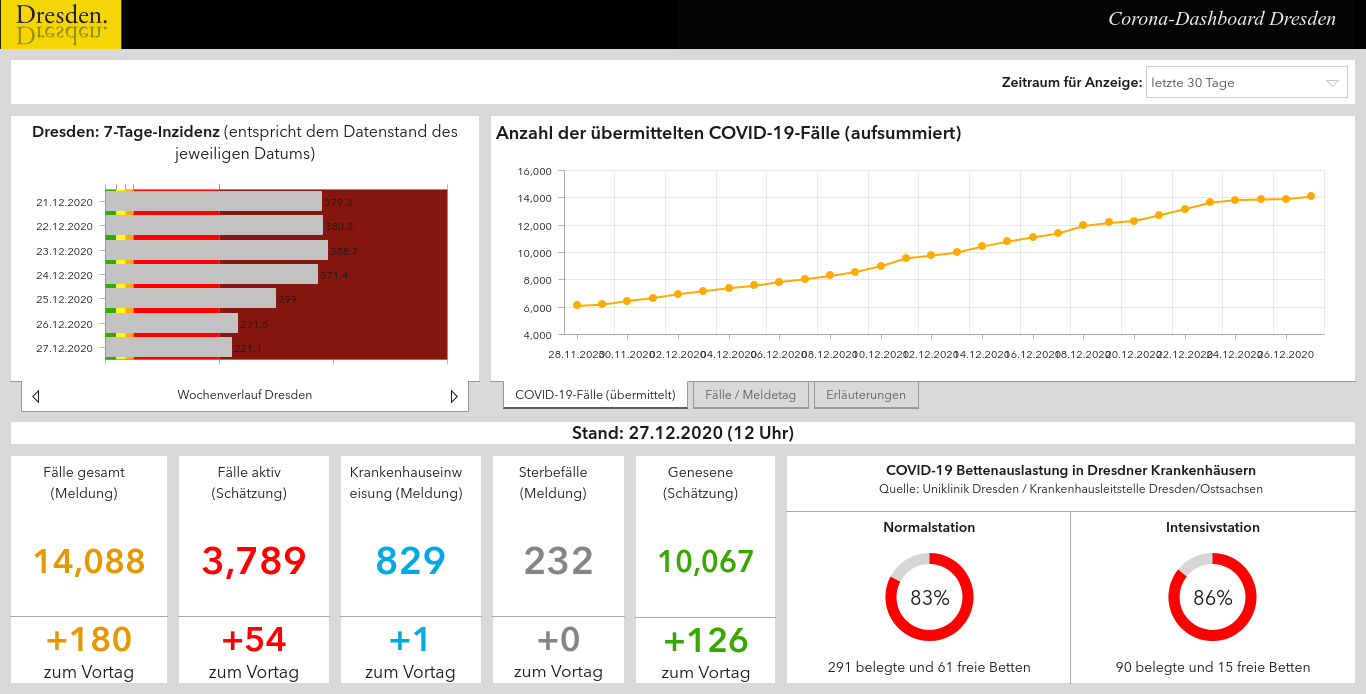 Dresden.
Corona-Dashboard Dresden
Zeitraum für Anzeige: letzte 30 Tage
Dresden: 7-Tage-Inzidenz (entspricht dem Datenstand des
jeweiligen Datums)
21.12.2020 379.3
22.12.2020 380.2
23.12.2020 388.7
24.12.2020 371.4
25.12.2020 299
26.12.2020 231.5
27.12.2020 221.1
Wochenverlauf Dresden
Anzahl der übermittelten COVID-19-Fälle (aufsummiert)
16,000
14,000
12,000
10,000
8,000
6,000
4,000
28.11.2020 30.11.2020 02.12.2020 04.12.2020 06.12.2020 08.12.2020 10.12.2020 12.12.2020 14.12.2020 16.12.2020 18.12.2020 20.12.2020 22.12.2020 24.12.2020 26.12.2020
COVID-19-Fälle (übermittelt) Fälle / Meldetag Erläuterungen
Stand: 27.12.2020 (12 Uhr)
Fälle gesamt
(Meldung)
14,088
+180
zum Vortag
Fälle aktiv
(Schätzung)
3,789
+54
zum Vortag
Krankenhauseinw
eisung (Meldung)
829
+1
zum Vortag
Sterbefälle
(Meldung)
232
+0
zum Vortag
Genesene
(Schätzung)
10,067
+126
zum Vortag
COVID-19 Bettenauslastung in Dresdner Krankenhäusern
Quelle: Uniklinik Dresden / Krankenhausleitstelle Dresden/Ostsachsen
Normalstation
83%
291 belegte und 61 freie Betten
Intensivstation
86%
90 belegte und 15 freie Betten